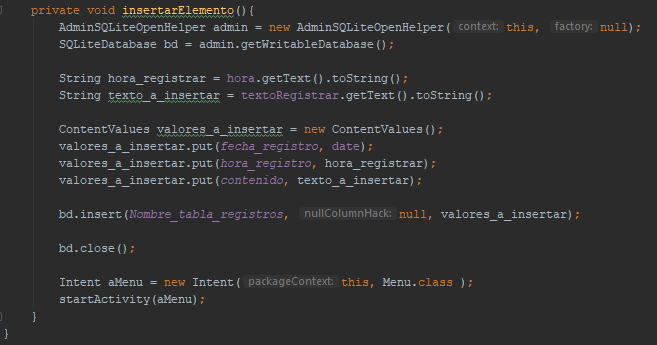 private void insertarElemento(){
AdminSQLiteOpenHelper admin = new AdminSQLiteOpenHelper( context: this, factory: null);
SQLiteDatabase bd = admin.getWritableDatabase();
String hora_registrar = hora.getText().toString();
String texto_a_insertar = textoRegistrar.getText().toString();
ContentValues valores_a_insertar = new ContentValues();
valores_a_insertar.put(fecha_registro, date);
valores_a_insertar.put(hora_registro, hora_registrar);
valores_a_insertar.put(contenido, texto_a_insertar);
bd.insert(Nombre_tabla_registros, nullColumnHack: null, valores_a_insertar);
bd.close();
Intent aMenu = new Intent( packageContext: this, Menu.class );
startActivity(aMenu);
}
}